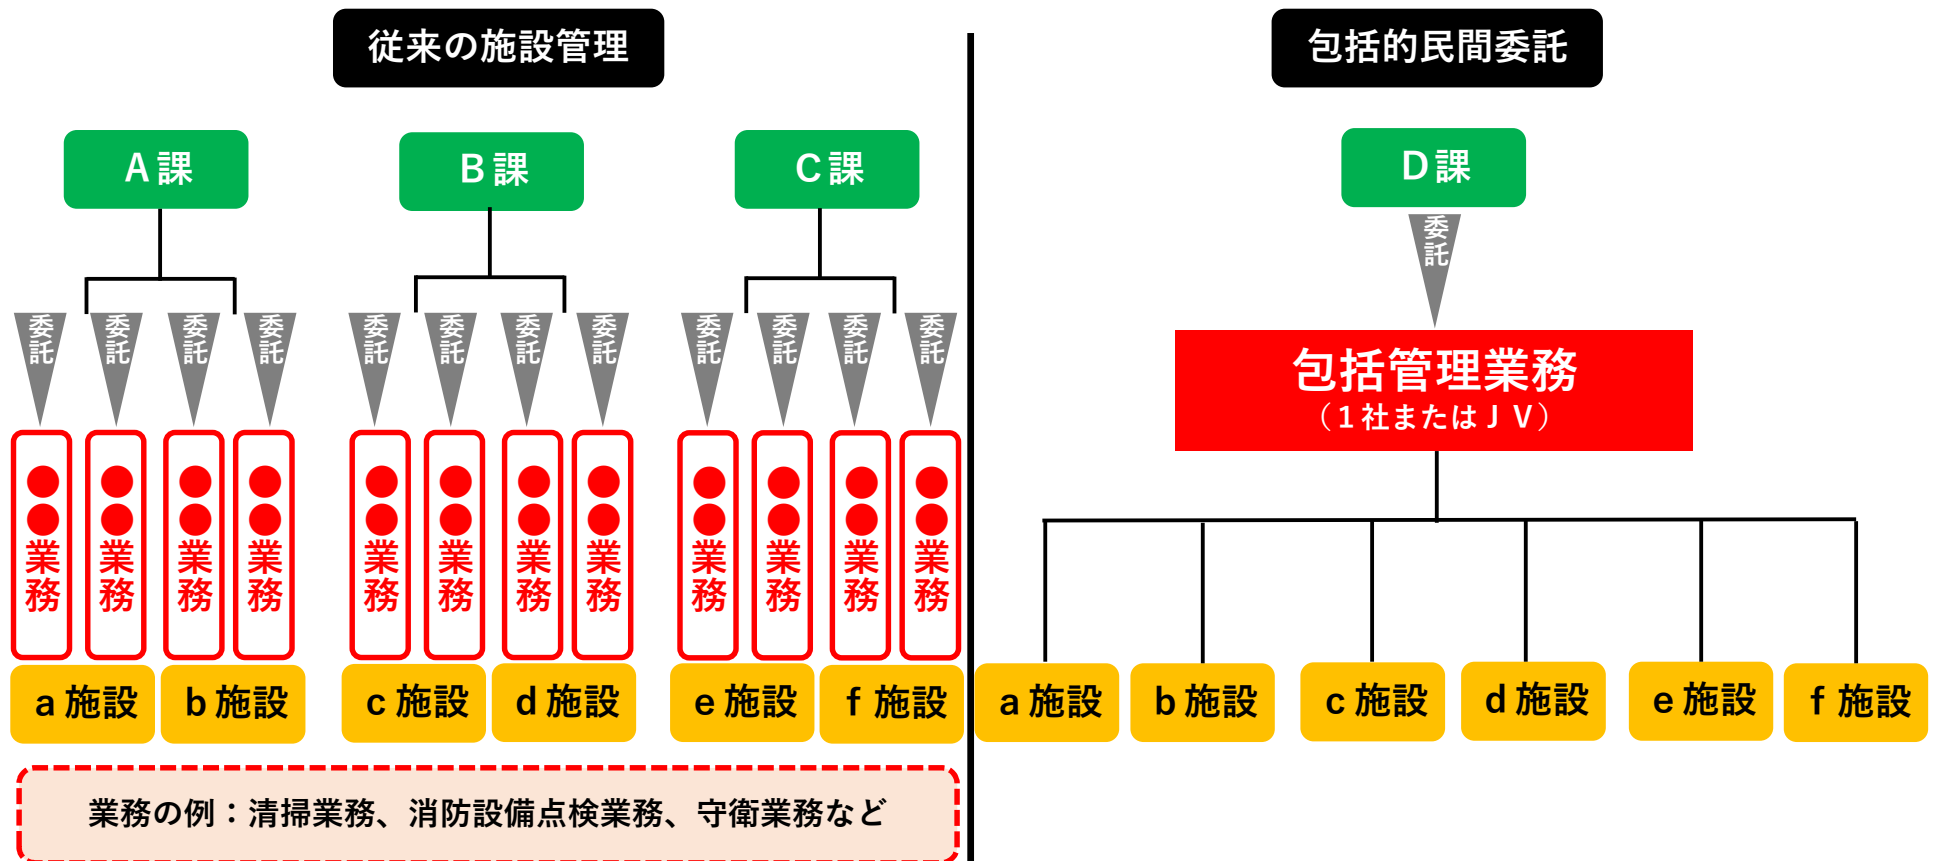 従来の施設管理
包括的民間委託
A課
B課
C課
D課
委託
委託
委託
委託
委託
委託
委託
委託
委託
委託
委託
委託
委託
包括管理業務
（1社またはＪＶ）
●●業務
●●業務
●●業務
●●業務
●●業務
●●業務
●●業務
●●業務
●●業務
●●業務
●●業務
●●業務
a施設
b施設
c施設
d施設
e施設
f施設
a施設
b施設
c施設
d施設
e施設
f施設
業務の例：清掃業務、消防設備点検業務、守衛業務など